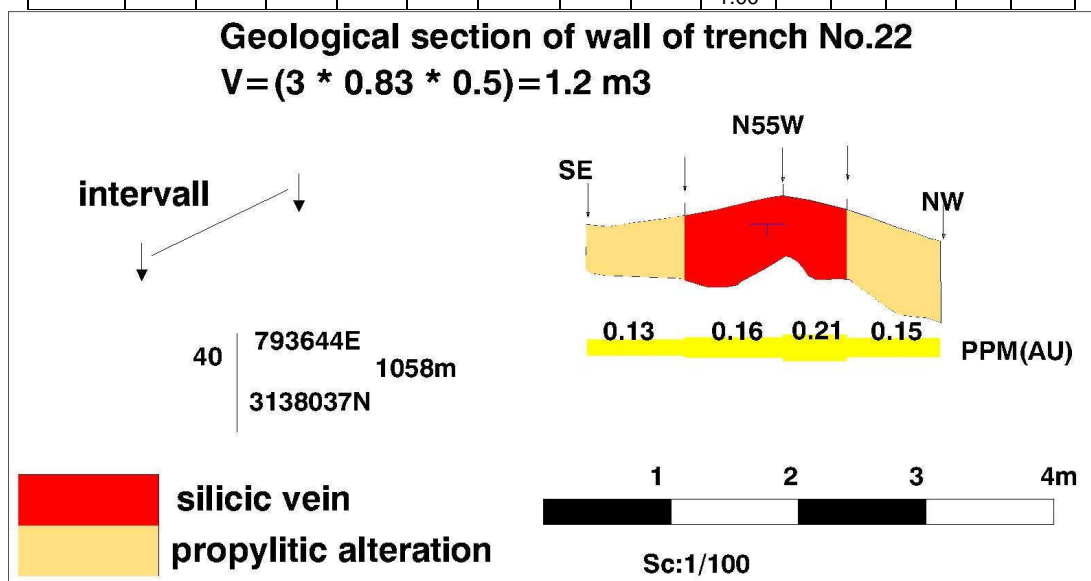 Geological section of wall of trench No.22
V=(3 * 0.83 * 0.5)=1.2 m3
N55W
SE
intervall
NW
0.13 0.16 0.21 0.15
PPM(AU)
793644E
40
1058m
3138037N
1 2 3 4m
silicic vein
propylitic alteration
Sc:1/100